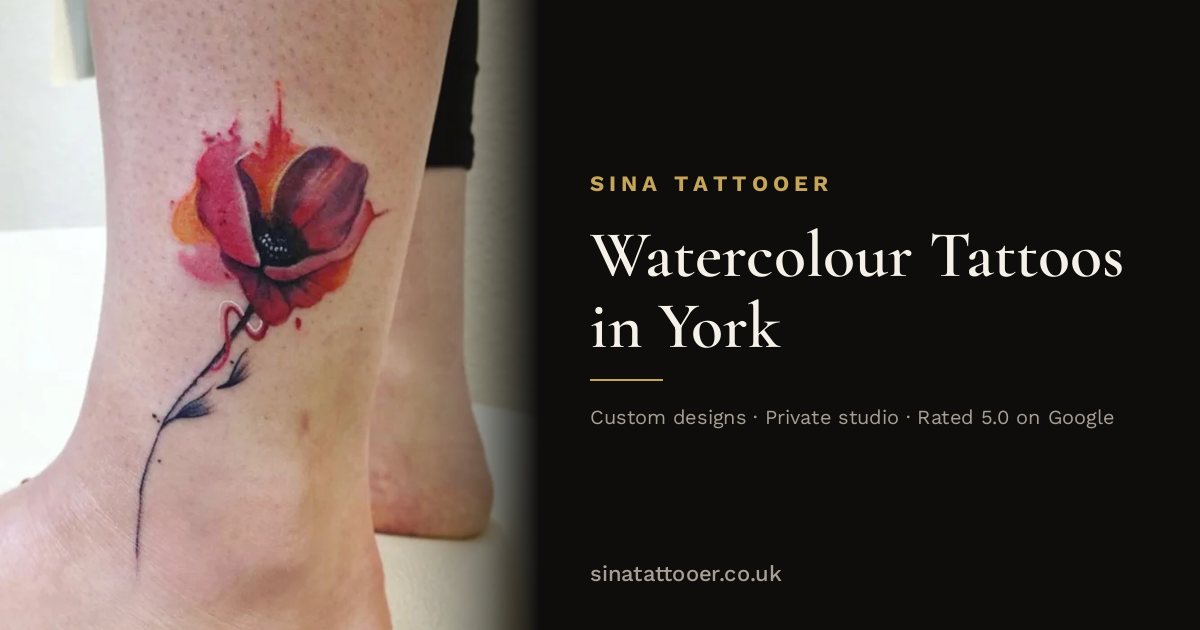 SINA TATTOOER
Watercolour Tattoos
in York
Custom designs · Private studio · Rated 5.0 on Google
sinatattooer.co.uk